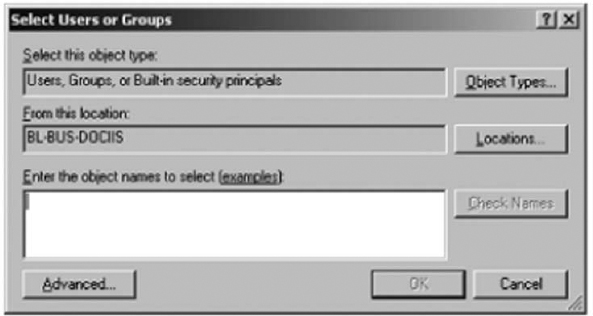 Select Users or Groups
Select this object type:
Users, Groups, or Built-in security principals
Object Types...
From this location:
BL-BUS-DOCIIS
Locations...
Enter the object names to select (examples):
Check Names
Advanced...
OK
Cancel